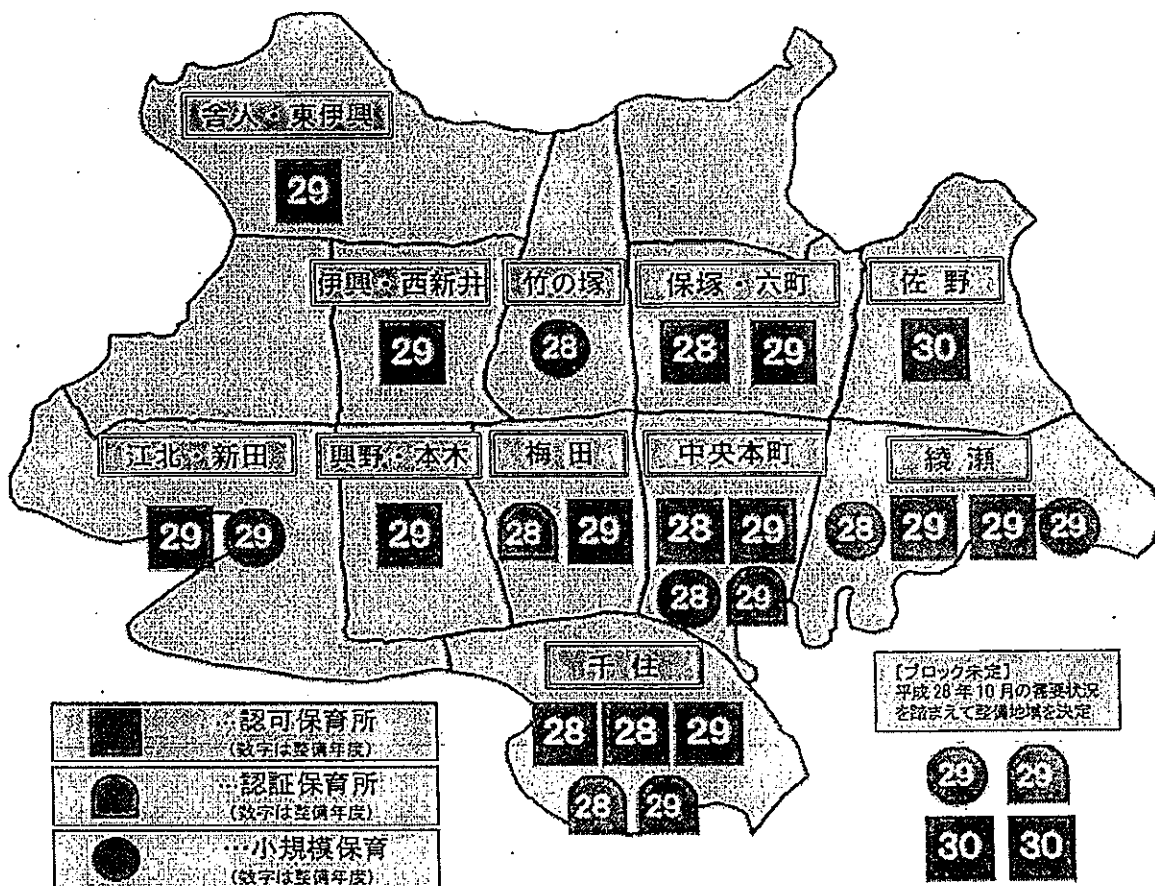 舎人・東伊興
29
伊興・西新井
竹の塚
保塚・六町
佐野
29
28
28
29
30
江北・新田
興野・本木
梅田
中央本町
綾瀬
29
29
29
28
29
28
29
28
29
29
29
28
29
千住
28
28
29
28
29
[ブロック未定]
平成28年10月の需要状況
を踏まえて整備地域を決定
29
29
30
30
…認可保育所
(数字は整備年度)
…認証保育所
(数字は整備年度)
…小規模保育
(数字は整備年度)